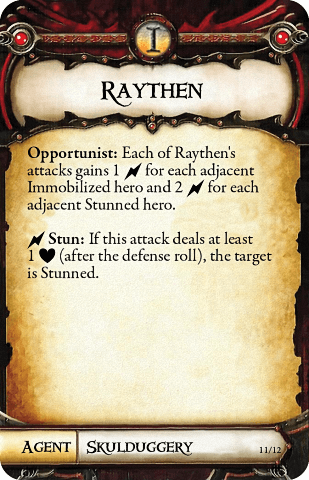 I
RAYTHEN
Opportunist: Each of Raythen's
attacks gains 1 for each adjacent
Immobilized hero and 2 for each
adjacent Stunned hero.
Stun: If this attack deals at least
1 ♥ (after the defense roll), the target
is Stunned.
AGENT SKULDUGGERY 11/12